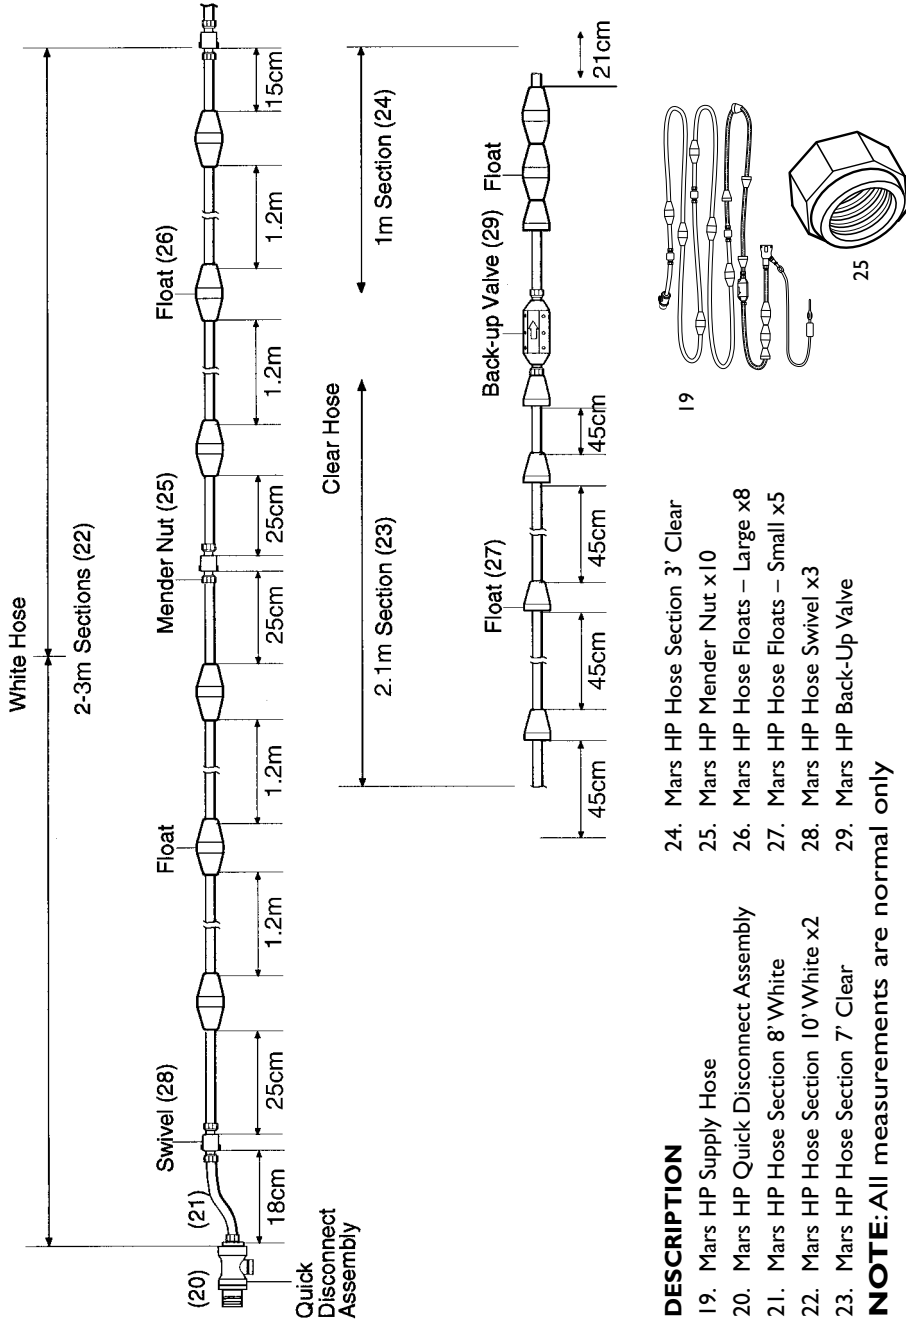 White Hose
2-3m Sections (22)
Swivel (28)
Float
Mender Nut (25)
Float (26)
(20)
(21)
18cm
25cm
1.2m
1.2m
25cm
25cm
1.2m
1.2m
15cm
Quick
Disconnect
Assembly
Clear Hose
2.1m Section (23)
1m Section (24)
Float (27)
Back-up Valve (29)
Float
45cm
45cm
45cm
45cm
21cm
DESCRIPTION
19. Mars HP Supply Hose
20. Mars HP Quick Disconnect Assembly
21. Mars HP Hose Section 8' White
22. Mars HP Hose Section 10' White x2
23. Mars HP Hose Section 7' Clear
24. Mars HP Hose Section 3' Clear
25. Mars HP Mender Nut x10
26. Mars HP Hose Floats – Large x8
27. Mars HP Hose Floats – Small x5
28. Mars HP Hose Swivel x3
29. Mars HP Back-Up Valve
NOTE: All measurements are normal only
19
25